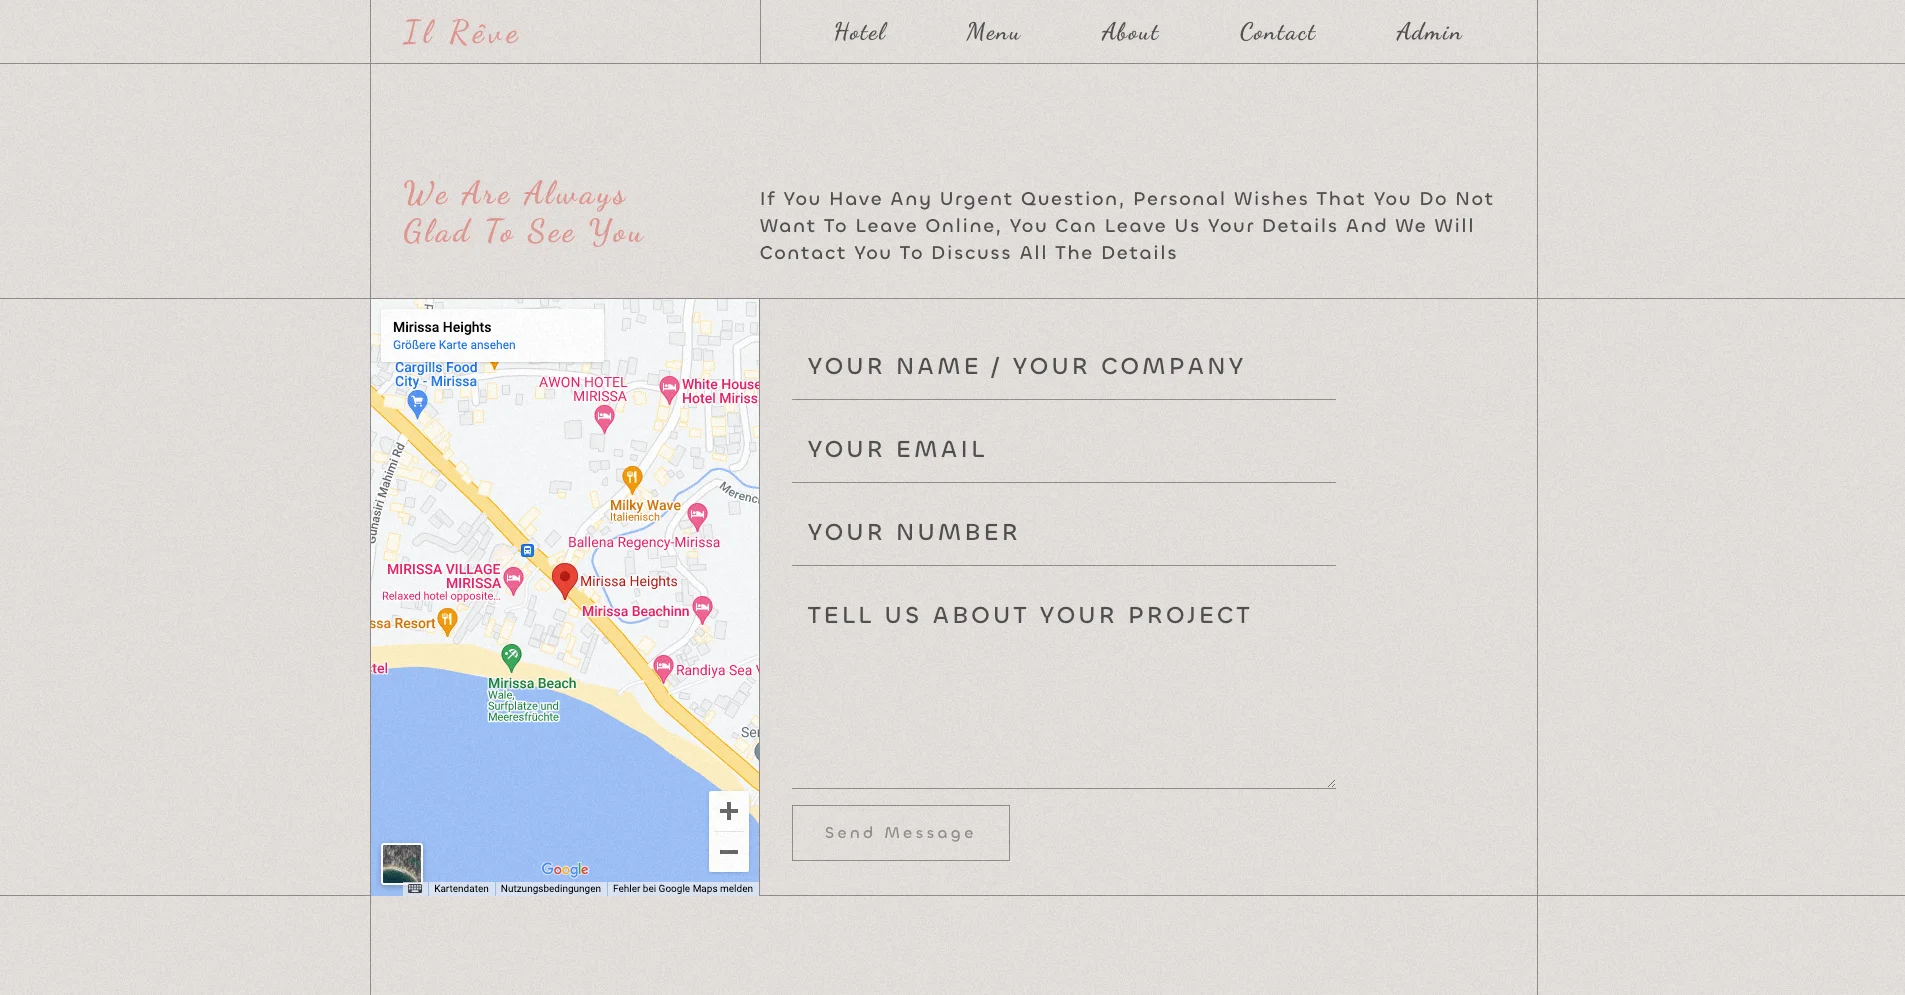 Il Rêve
Hotel
Menu
About
Contact
Admin
We Are Always
Glad To See You
If You Have Any Urgent Question, Personal Wishes That You Do Not
Want To Leave Online, You Can Leave Us Your Details And We Will
Contact You To Discuss All The Details
Mirissa Heights
Größere Karte ansehen
Cargills Food
City - Mirissa
AWON HOTEL
MIRISSA
White House
Hotel Miriss
Gunasiri Mahimi Rd
Milky Wave
Italienisch
Merenc
Ballena Regency-Mirissa
MIRISSA VILLAGE
MIRISSA
Relaxed hotel opposite...
Mirissa Heights
Mirissa Beachinn
ssa Resort
tel
Randiya Sea V
Mirissa Beach
Wale,
Surfplätze und
Meeresfrüchte
Ser
Google
Kartendaten
Nutzungsbedingungen
Fehler bei Google Maps melden
YOUR NAME / YOUR COMPANY
YOUR EMAIL
YOUR NUMBER
TELL US ABOUT YOUR PROJECT
Send Message